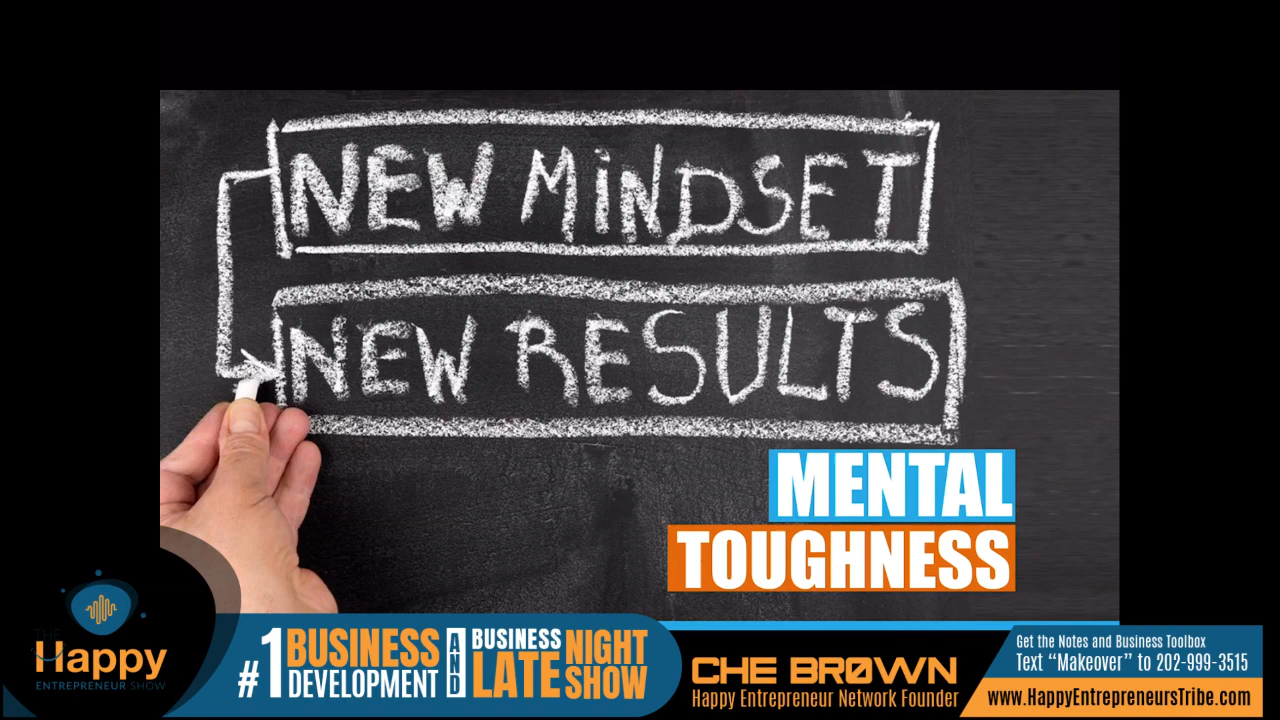 NEW MiNDSET
NEW RESULTS
MENTAL
TOUGHNESS
THE
Happy
ENTREPRENEUR SHOW
#1 BUSINESS DEVELOPMENT AND BUSINESS LATE NIGHT SHOW
CHE BRØWN
Happy Entrepreneur Network Founder
Get the Notes and Business Toolbox
Text “Makeover” to 202-999-3515
www.HappyEntrepreneursTribe.com